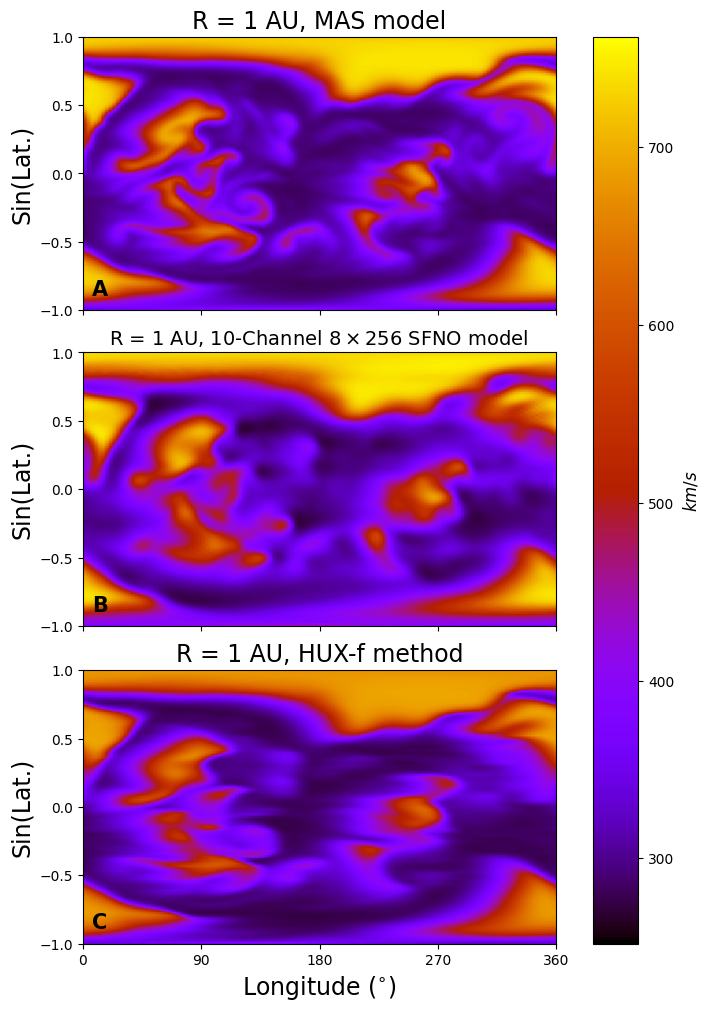 R = 1 AU, MAS model
1.0
0.5
0.0
−0.5
−1.0
Sin(Lat.)
A
R = 1 AU, 10-Channel 8 × 256 SFNO model
1.0
0.5
0.0
−0.5
−1.0
Sin(Lat.)
B
R = 1 AU, HUX-f method
1.0
0.5
0.0
−0.5
−1.0
Sin(Lat.)
C
0 90 180 270 360
Longitude (°)
700
600
500
400
300
km/s